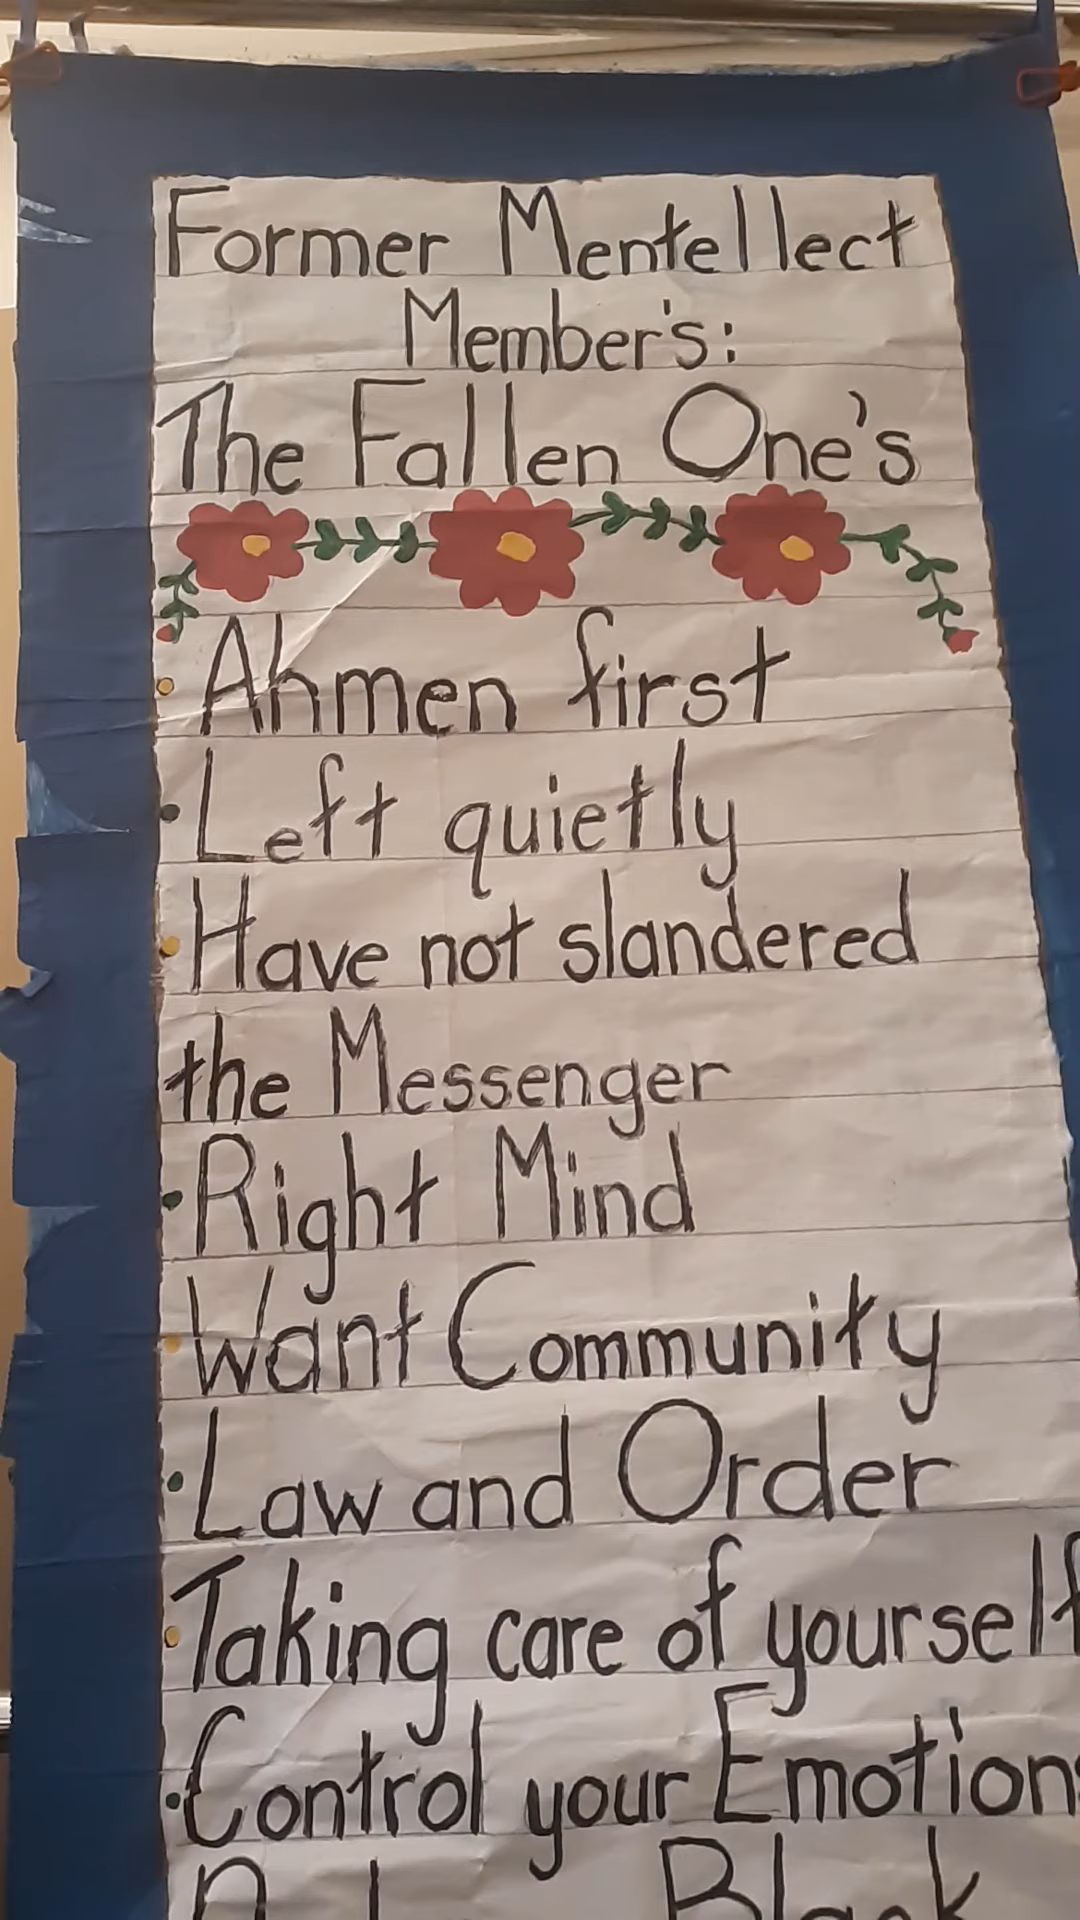 Former Mentellect
Member's:
The Fallen One's
• Ahmen first
• Left quietly
• Have not slandered
the Messenger
• Right Mind
• Want Community
• Law and Order
• Taking care of yourself
• Control your Emotions
Black